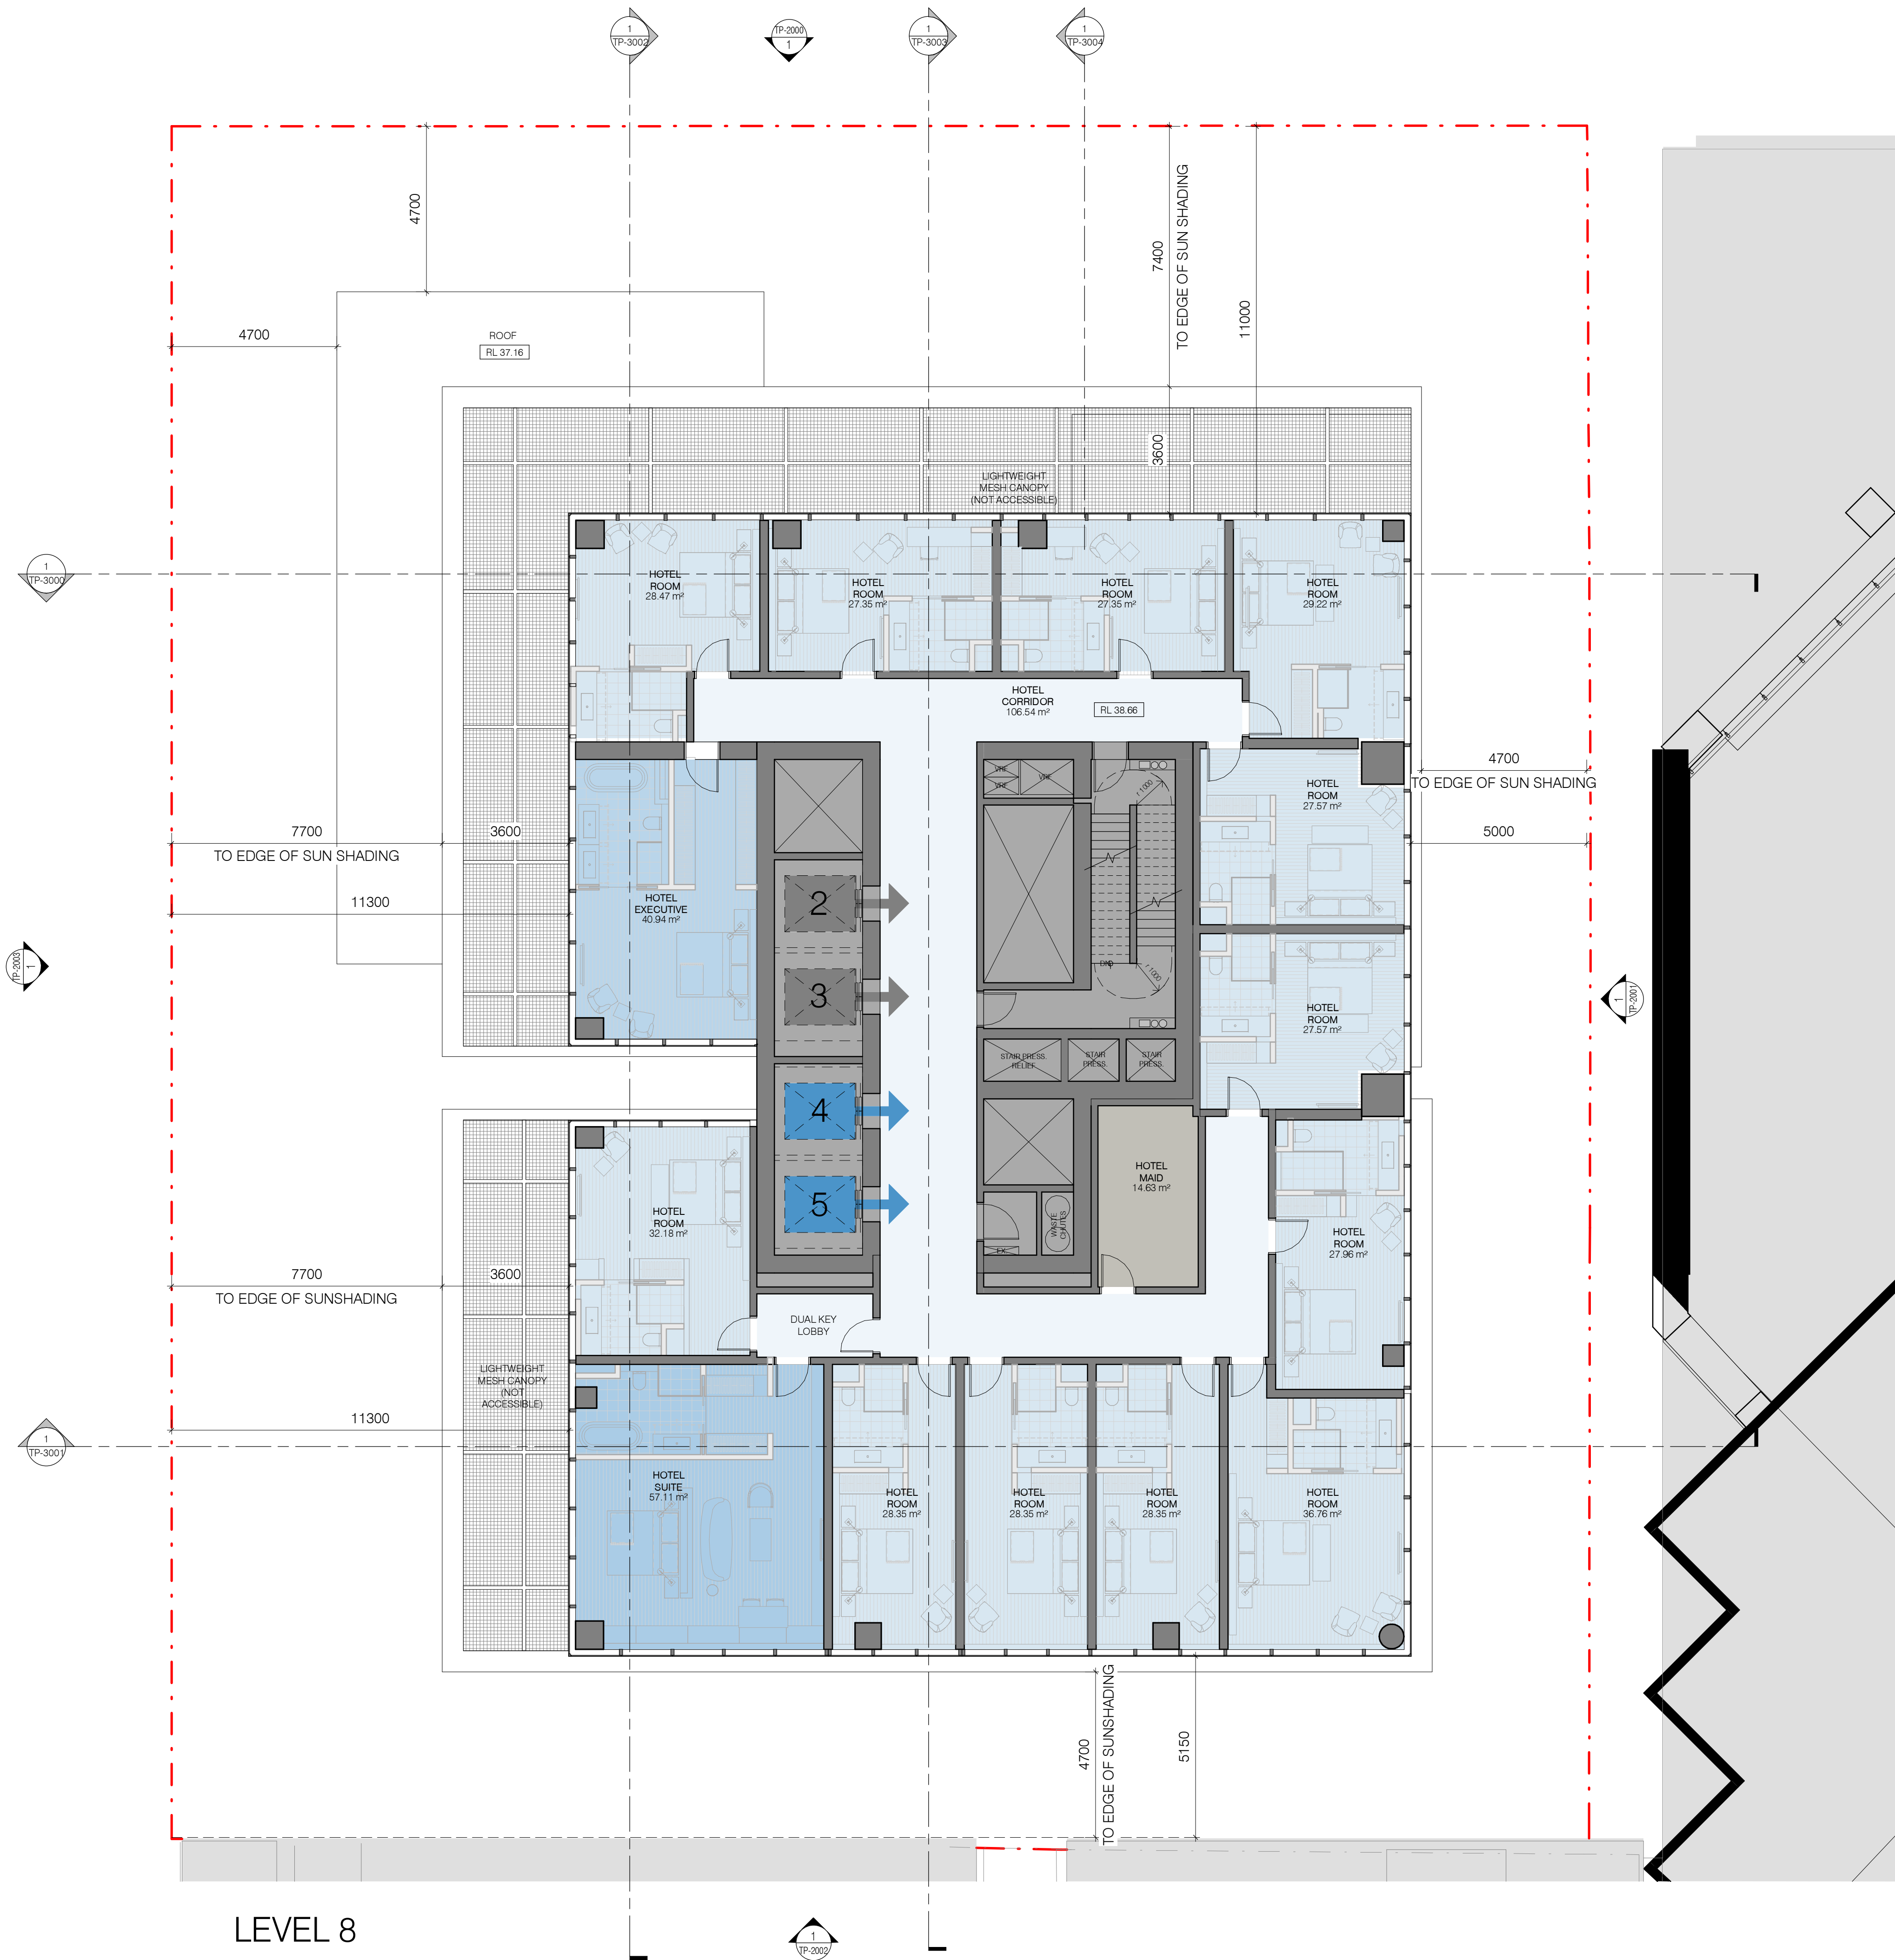 1
TP-3002
TP-2000
1
1
TP-3003
1
TP-3004
4700
7400
TO EDGE OF SUN SHADING
11000
4700
ROOF
RL 37.16
3600
LIGHTWEIGHT
MESH CANOPY
(NOT ACCESSIBLE)
1
TP-3000
HOTEL
ROOM
28.47 m²
HOTEL
ROOM
27.35 m²
HOTEL
ROOM
27.35 m²
HOTEL
ROOM
29.22 m²
HOTEL
CORRIDOR
106.54 m²
RL 38.66
4700
TO EDGE OF SUN SHADING
VRF
VRF
VRF
r 1000
HOTEL
ROOM
27.57 m²
7700
3600
TO EDGE OF SUN SHADING
5000
11300
HOTEL
EXECUTIVE
40.94 m²
2
TP-2003
1
DN
r 1000
3
1
TP-2001
HOTEL
ROOM
27.57 m²
STAIR PRESS.
RELIEF
STAIR
PRESS.
STAIR
PRESS.
4
HOTEL
MAID
14.63 m²
5
HOTEL
ROOM
32.18 m²
WASTE
CHUTES
EX
HOTEL
ROOM
27.96 m²
7700
3600
TO EDGE OF SUNSHADING
DUAL KEY
LOBBY
LIGHTWEIGHT
MESH CANOPY
(NOT
ACCESSIBLE)
11300
1
TP-3001
HOTEL
SUITE
57.11 m²
HOTEL
ROOM
28.35 m²
HOTEL
ROOM
28.35 m²
HOTEL
ROOM
28.35 m²
HOTEL
ROOM
36.76 m²
4700
TO EDGE OF SUNSHADING
5150
LEVEL 8
1
TP-2002